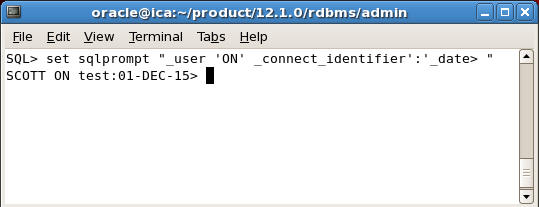 oracle@ica:~/product/12.1.0/rdbms/admin
File Edit View Terminal Tabs Help
SQL> set sqlprompt "_user 'ON' _connect_identifier':'_date> "
SCOTT ON test:01-DEC-15>